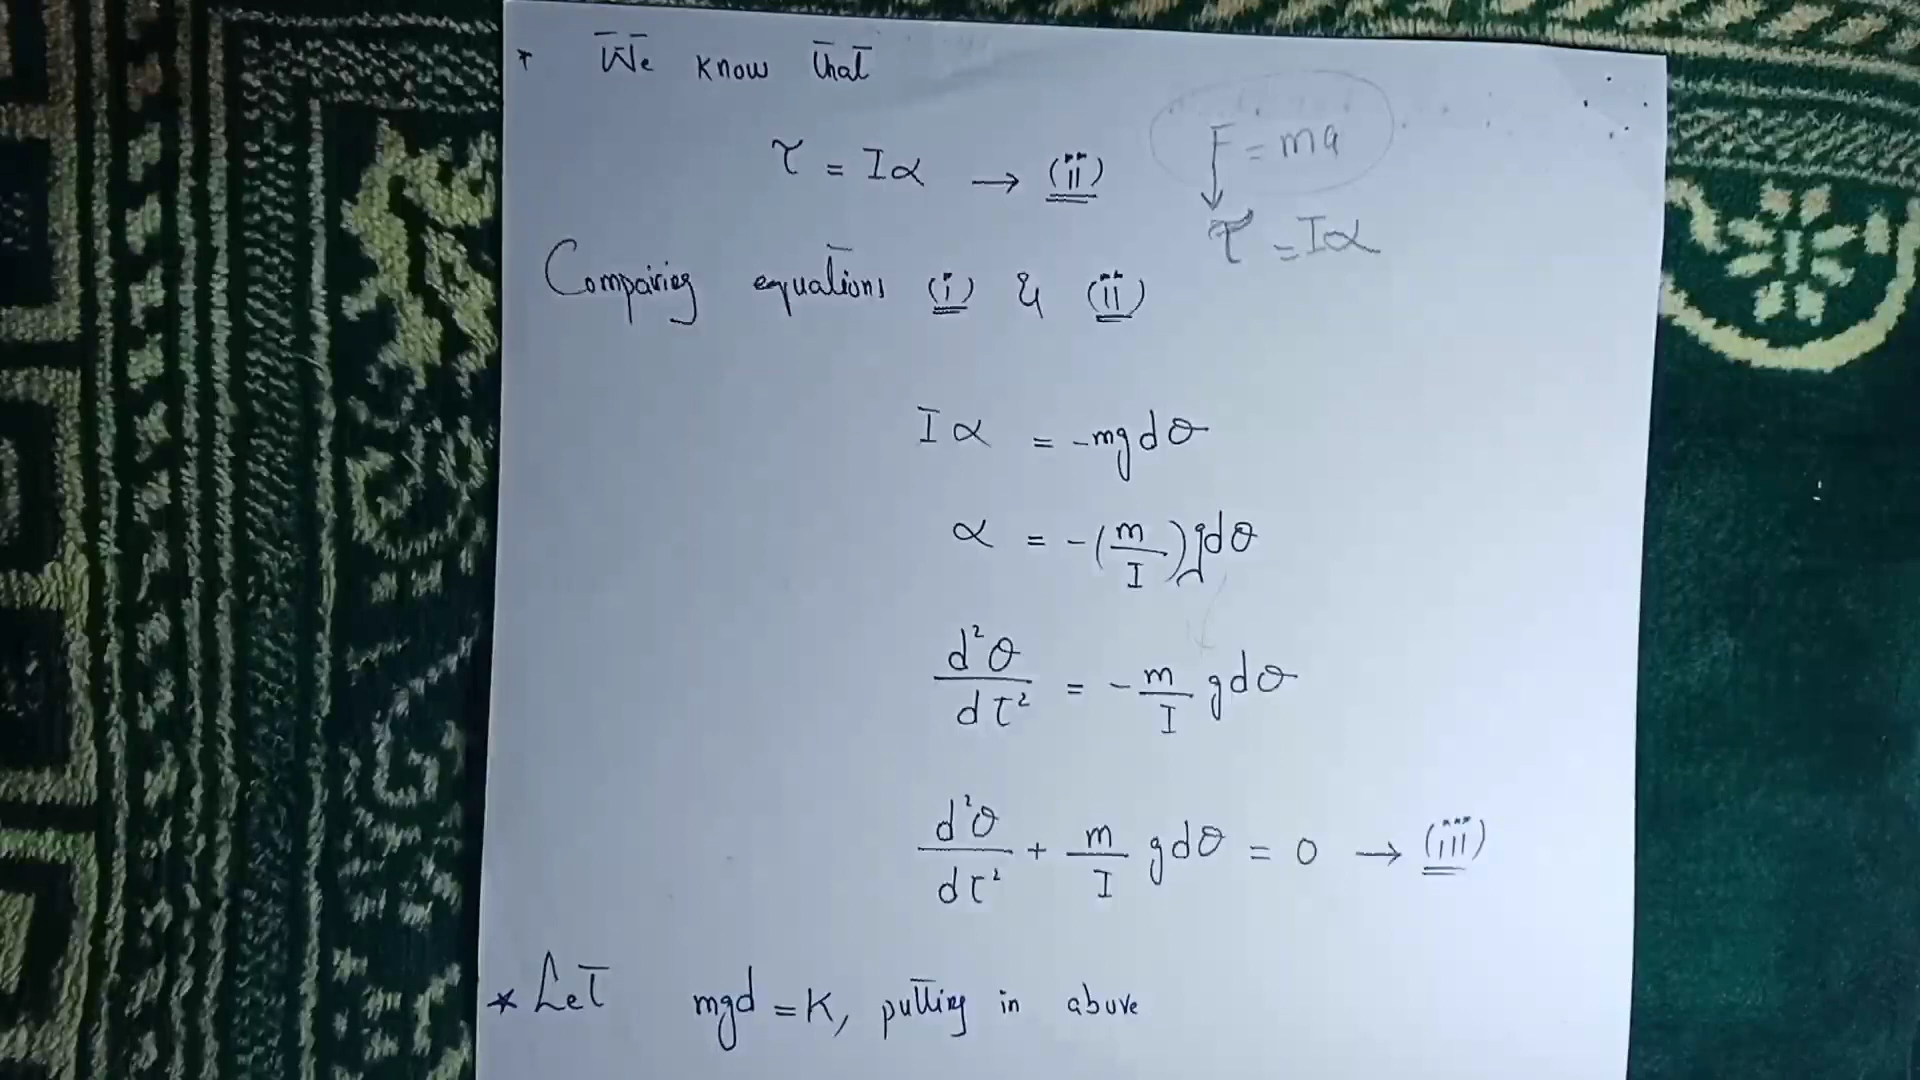 * We know that
τ = Iα → (ii)
F = ma
τ = Iα
Comparing equations (i) & (ii)
Iα = -mgdθ
α = -(m/I)gdθ
d²θ/dt² = -m/I gdθ
d²θ/dt² + m/I gdθ = 0 → (iii)
* Let mgd = K, putting in above